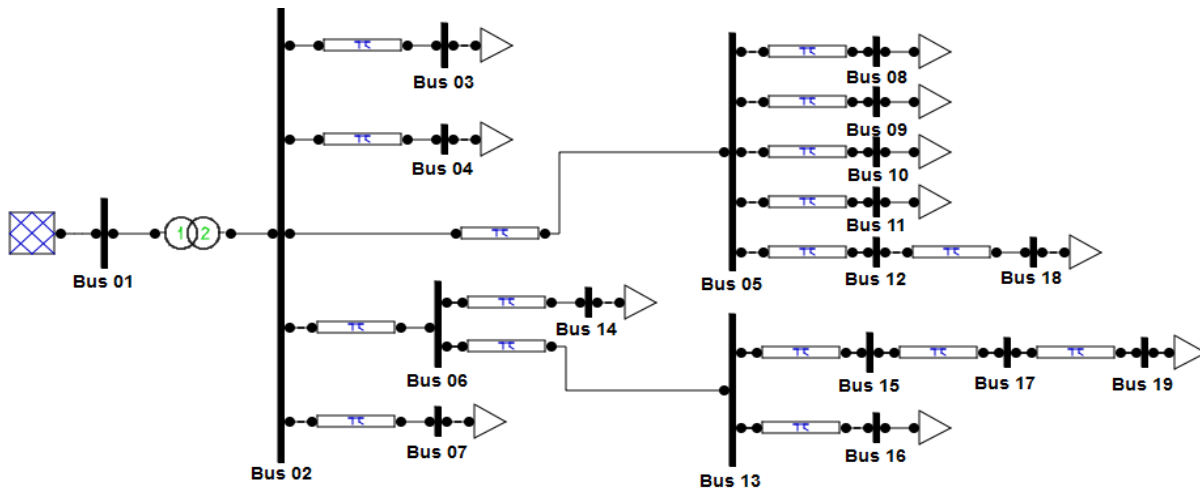 Bus 03
Bus 04
Bus 08
Bus 09
Bus 10
Bus 11
1 2
Bus 01
Bus 05
Bus 12
Bus 18
Bus 14
Bus 06
Bus 15
Bus 17
Bus 19
Bus 07
Bus 02
Bus 16
Bus 13